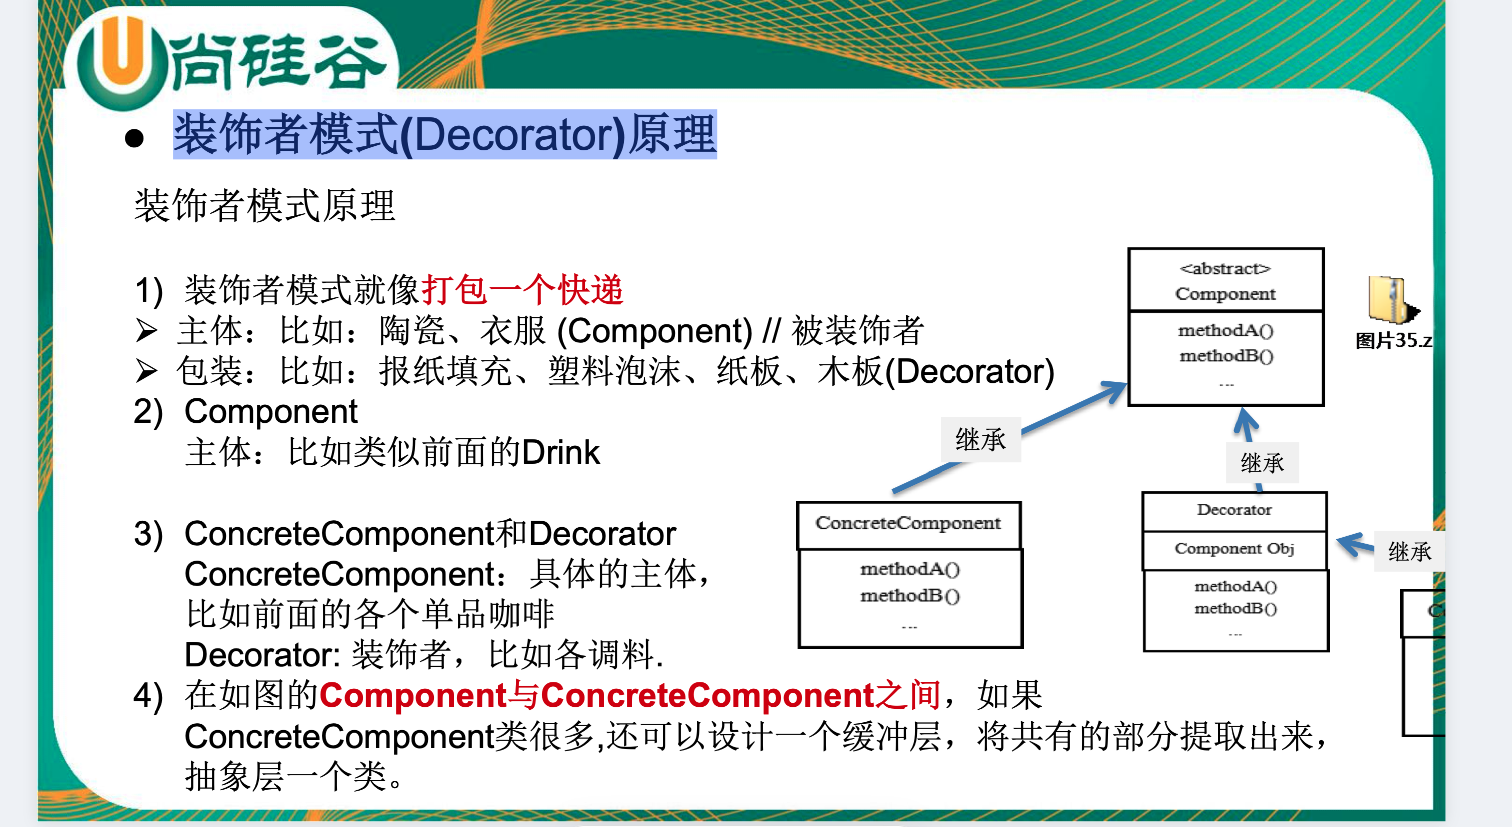 尚硅谷
● 装饰者模式(Decorator)原理
装饰者模式原理
1) 装饰者模式就像打包一个快递
➢ 主体：比如：陶瓷、衣服 (Component) // 被装饰者
➢ 包装：比如：报纸填充、塑料泡沫、纸板、木板(Decorator)
2) Component
主体：比如类似前面的Drink
3) ConcreteComponent和Decorator
ConcreteComponent：具体的主体，
比如前面的各个单品咖啡
Decorator: 装饰者，比如各调料.
4) 在如图的Component与ConcreteComponent之间，如果
ConcreteComponent类很多,还可以设计一个缓冲层，将共有的部分提取出来，
抽象层一个类。
<abstract>
Component
methodA()
methodB()
...
图片35.z
继承
继承
ConcreteComponent
methodA()
methodB()
...
Decorator
Component Obj
methodA()
methodB()
...
继承